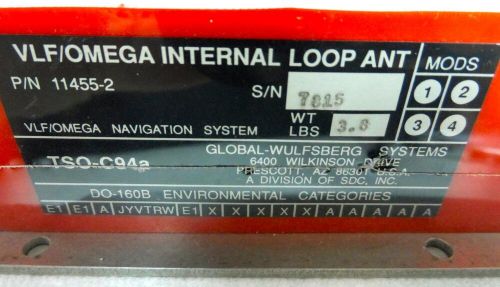 VLF/OMEGA INTERNAL LOOP ANT MODS
P/N 11455-2
S/N 7815
1 2
VLF/OMEGA NAVIGATION SYSTEM
WT LBS 3.8
3 4
TSO-C94a
GLOBAL-WULFSBERG SYSTEMS
6400 WILKINSON DRIVE
PRESCOTT, AZ 86301 U.S.A.
A DIVISION OF SDC, INC.
DO-160B ENVIRONMENTAL CATEGORIES
E1 E1 A JYVTRW E1 X X X X X A A A A A